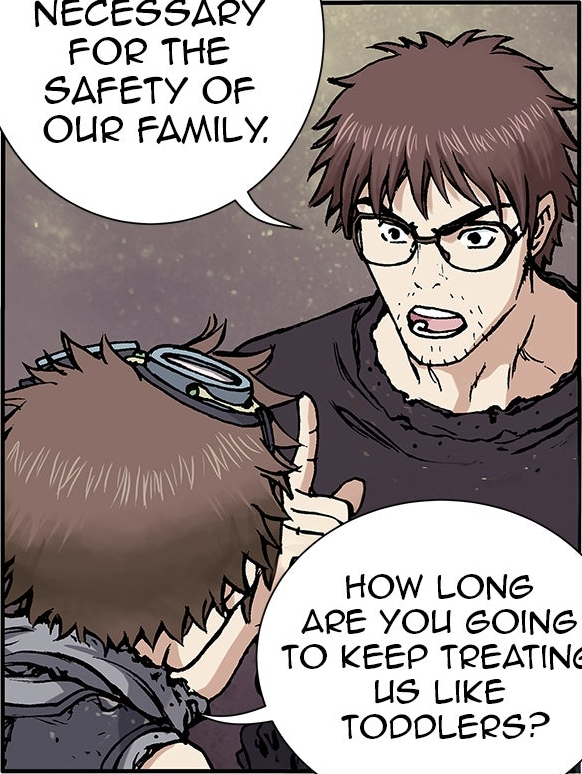 NECESSARY
FOR THE
SAFETY OF
OUR FAMILY.
HOW LONG
ARE YOU GOING
TO KEEP TREATING
US LIKE
TODDLERS?